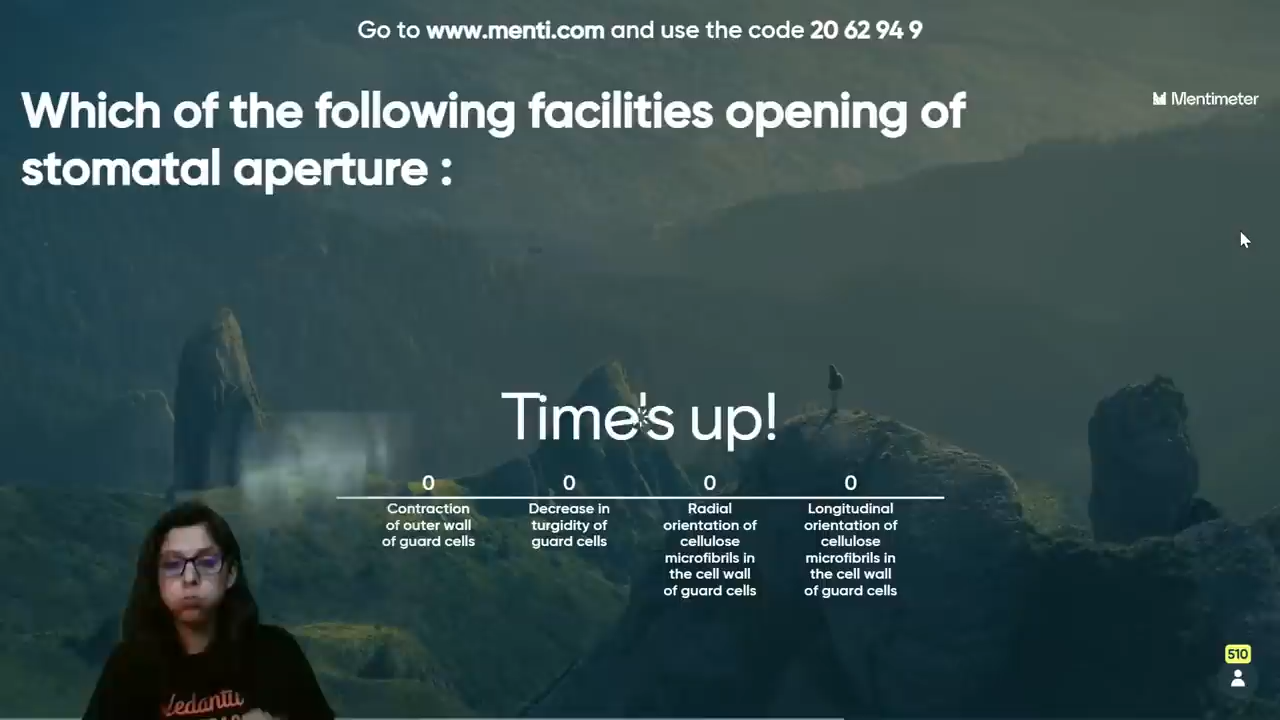 Go to www.menti.com and use the code 20 62 94 9
Which of the following facilities opening of
stomatal aperture :
Mentimeter
Time's up!
0
0
0
0
Contraction
of outer wall
of guard cells
Decrease in
turgidity of
guard cells
Radial
orientation of
cellulose
microfibrils in
the cell wall
of guard cells
Longitudinal
orientation of
cellulose
microfibrils in
the cell wall
of guard cells
510
Vedantu